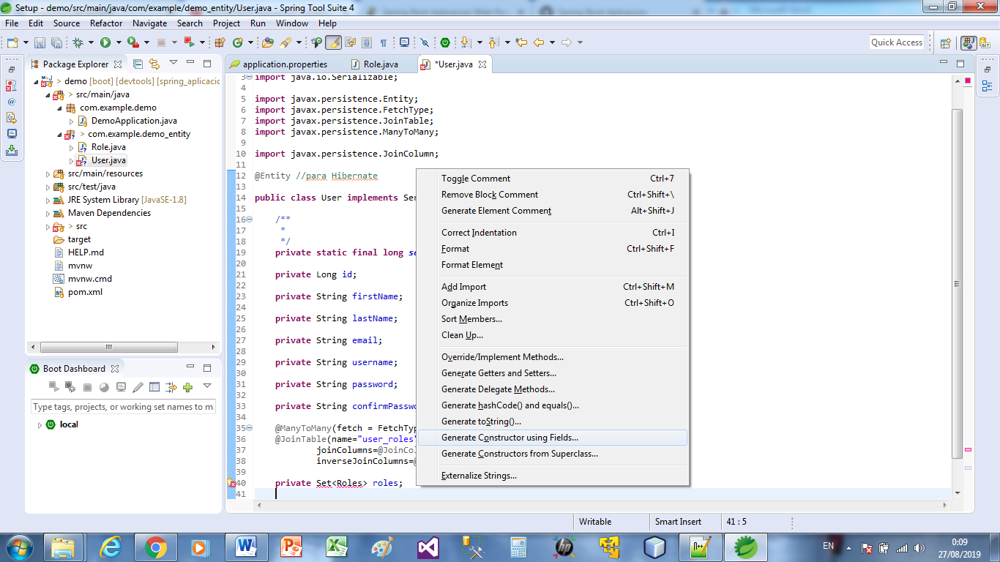 Setup - demo/src/main/java/com/example/demo_entity/User.java - Spring Tool Suite 4
File Edit Source Refactor Navigate Search Project Run Window Help
Quick Access
Package Explorer
> demo [boot] [devtools] [spring_aplicacic
> src/main/java
com.example.demo
DemoApplication.java
> com.example.demo_entity
Role.java
User.java
src/main/resources
src/test/java
JRE System Library [JavaSE-1.8]
Maven Dependencies
> src
target
HELP.md
mvnw
mvnw.cmd
pom.xml
Boot Dashboard
Type tags, projects, or working set names to m
local
application.properties Role.java *User.java
3 import java.io.Serializable;
4
5 import javax.persistence.Entity;
6 import javax.persistence.FetchType;
7 import javax.persistence.JoinTable;
8 import javax.persistence.ManyToMany;
9
10 import javax.persistence.JoinColumn;
11
12 @Entity //para Hibernate
13
14 public class User implements Ser
15
16 /**
17 *
18 */
19 private static final long se
20
21 private Long id;
22
23 private String firstName;
24
25 private String lastName;
26
27 private String email;
28
29 private String username;
30
31 private String password;
32
33 private String confirmPasswo
34
35 @ManyToMany(fetch = FetchTyp
36 @JoinTable(name="user_roles"
37 joinColumns=@JoinCol
38 inverseJoinColumns=@
39
40 private Set<Roles> roles;
41
Toggle Comment Ctrl+7
Remove Block Comment Ctrl+Shift+\
Generate Element Comment Alt+Shift+J
Correct Indentation Ctrl+I
Format Ctrl+Shift+F
Format Element
Add Import Ctrl+Shift+M
Organize Imports Ctrl+Shift+O
Sort Members...
Clean Up...
Override/Implement Methods...
Generate Getters and Setters...
Generate Delegate Methods...
Generate hashCode() and equals()...
Generate toString()...
Generate Constructor using Fields...
Generate Constructors from Superclass...
Externalize Strings...
Writable Smart Insert 41 : 5
EN 0:09
27/08/2019